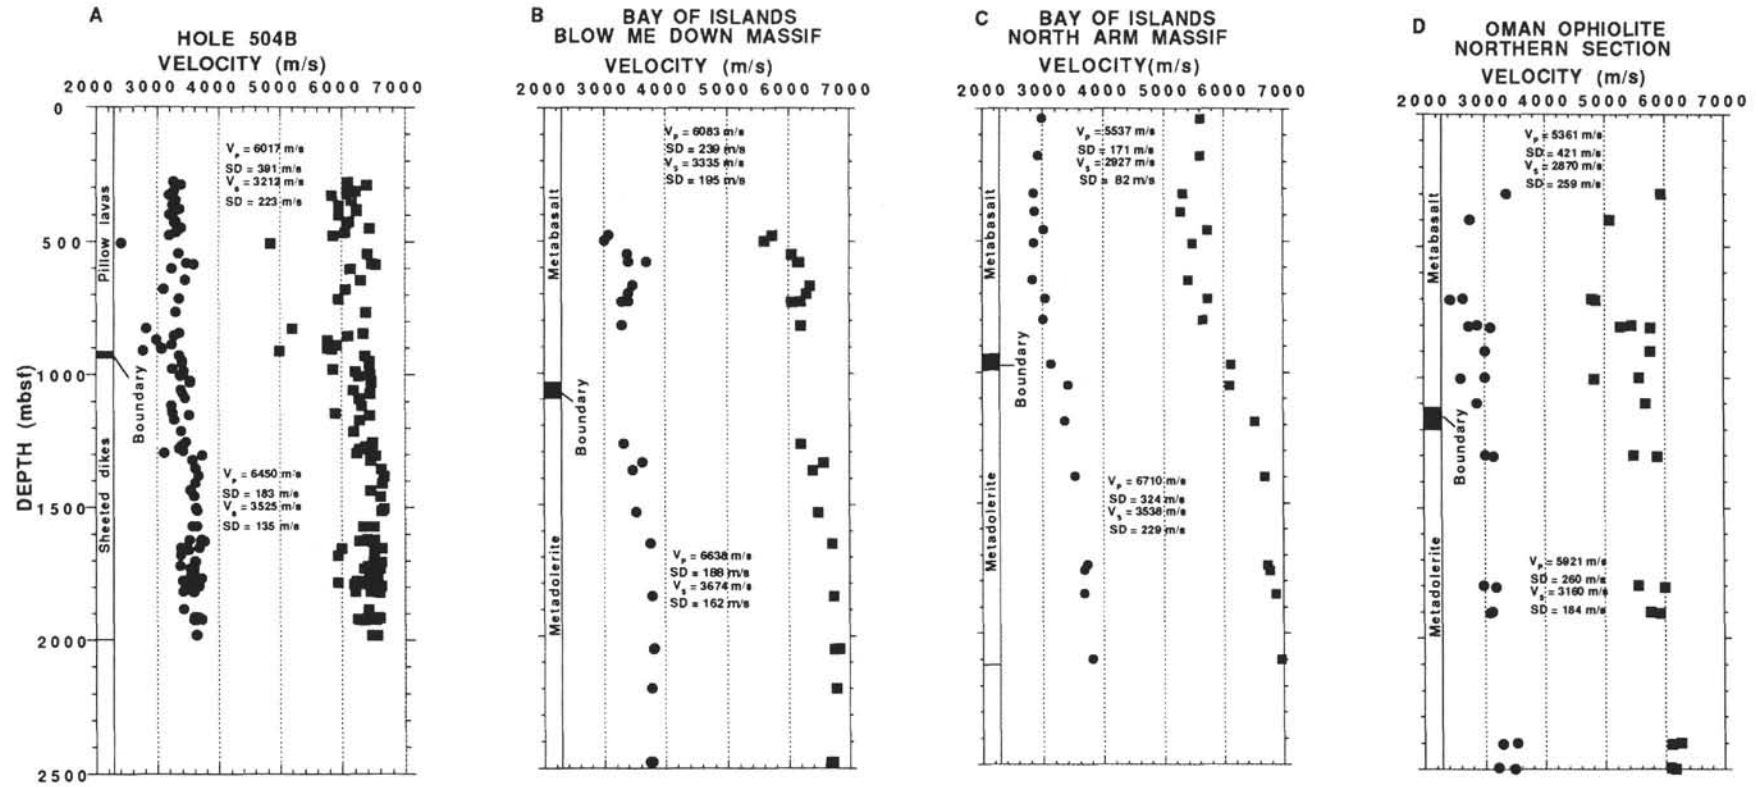 A
HOLE 504B
VELOCITY (m/s)
2000 3000 4000 5000 6000 7000
0
500
1000
1500
2000
2500
DEPTH (mbsf)
Pillow lavas
Boundary
Sheeted dikes
Vp = 6017 m/s
SD = 391 m/s
Vs = 3212 m/s
SD = 223 m/s
Vp = 6450 m/s
SD = 183 m/s
Vs = 3525 m/s
SD = 135 m/s
B
BAY OF ISLANDS
BLOW ME DOWN MASSIF
VELOCITY (m/s)
2000 3000 4000 5000 6000 7000
Metabasalt
Boundary
Metadolerite
Vp = 6083 m/s
SD = 239 m/s
Vs = 3335 m/s
SD = 195 m/s
Vp = 6638 m/s
SD = 188 m/s
Vs = 3674 m/s
SD = 162 m/s
C
BAY OF ISLANDS
NORTH ARM MASSIF
VELOCITY(m/s)
2000 3000 4000 5000 6000 7000
Metabasalt
Boundary
Metadolerite
Vp = 5537 m/s
SD = 171 m/s
Vs = 2927 m/s
SD = 82 m/s
Vp = 6710 m/s
SD = 324 m/s
Vs = 3538 m/s
SD = 229 m/s
D
OMAN OPHIOLITE
NORTHERN SECTION
VELOCITY (m/s)
2000 3000 4000 5000 6000 7000
Metabasalt
Boundary
Metadolerite
Vp = 5361 m/s
SD = 421 m/s
Vs = 2870 m/s
SD = 259 m/s
Vp = 5921 m/s
SD = 260 m/s
Vs = 3160 m/s
SD = 184 m/s